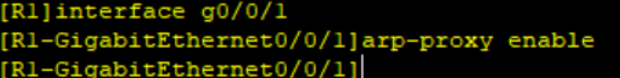 [R1]interface g0/0/1
[R1-GigabitEthernet0/0/1]arp-proxy enable
[R1-GigabitEthernet0/0/1]